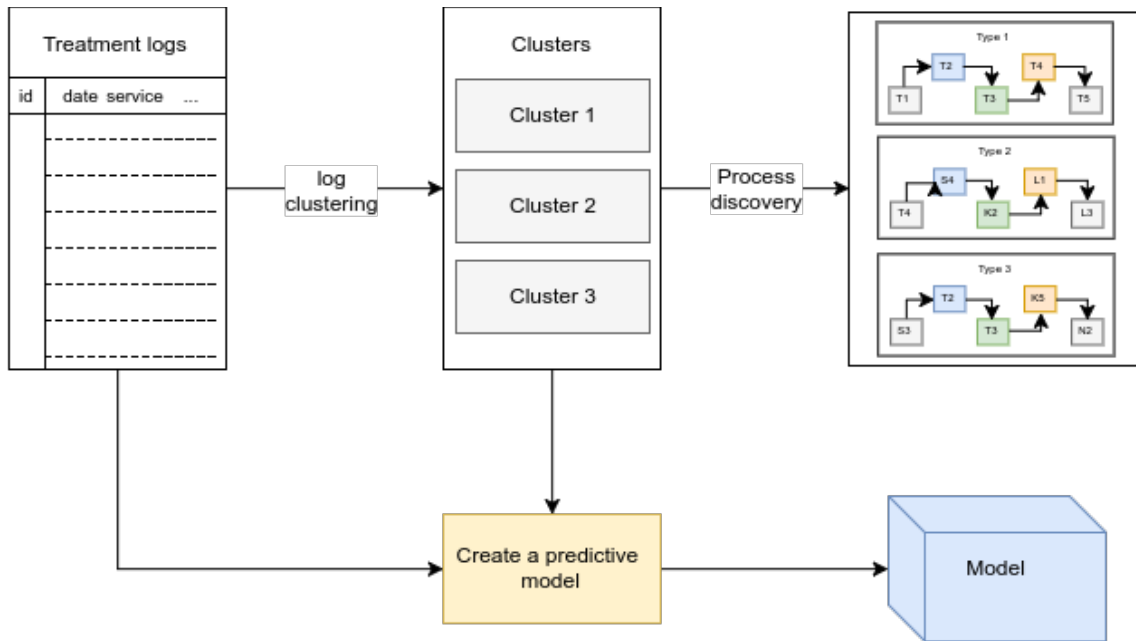 Treatment logs
id date service ...
log
clustering
Clusters
Cluster 1
Cluster 2
Cluster 3
Process
discovery
Type 1
T2 T4
T1 T3 T5
Type 2
S4 L1
T4 K2 L3
Type 3
T2 K5
S3 T3 N2
Create a predictive
model
Model